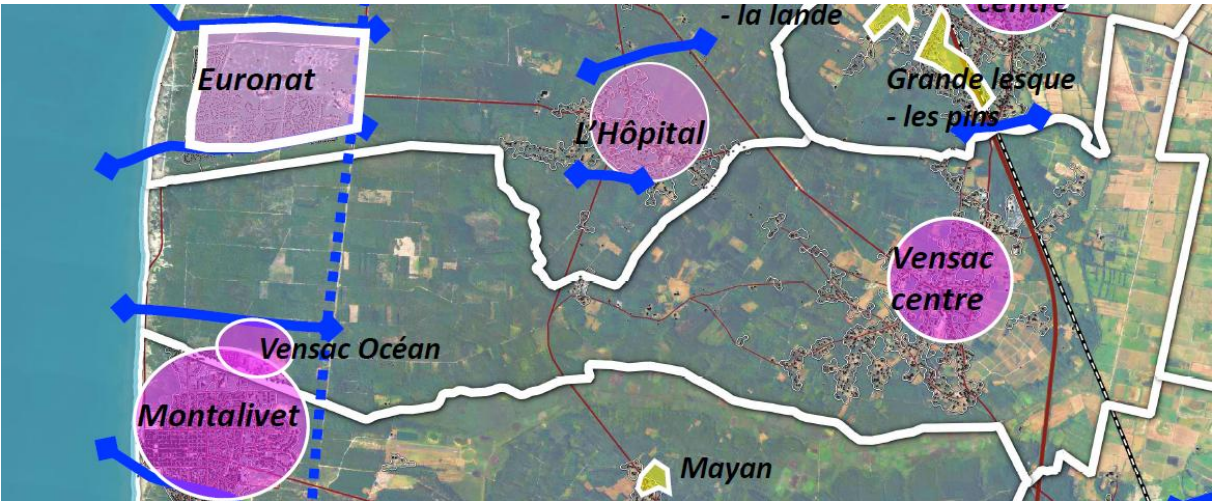 centre
- la lande
Euronat
Grande lesque
- les pins
L'Hôpital
Vensac
centre
Vensac Océan
Montalivet
Mayan